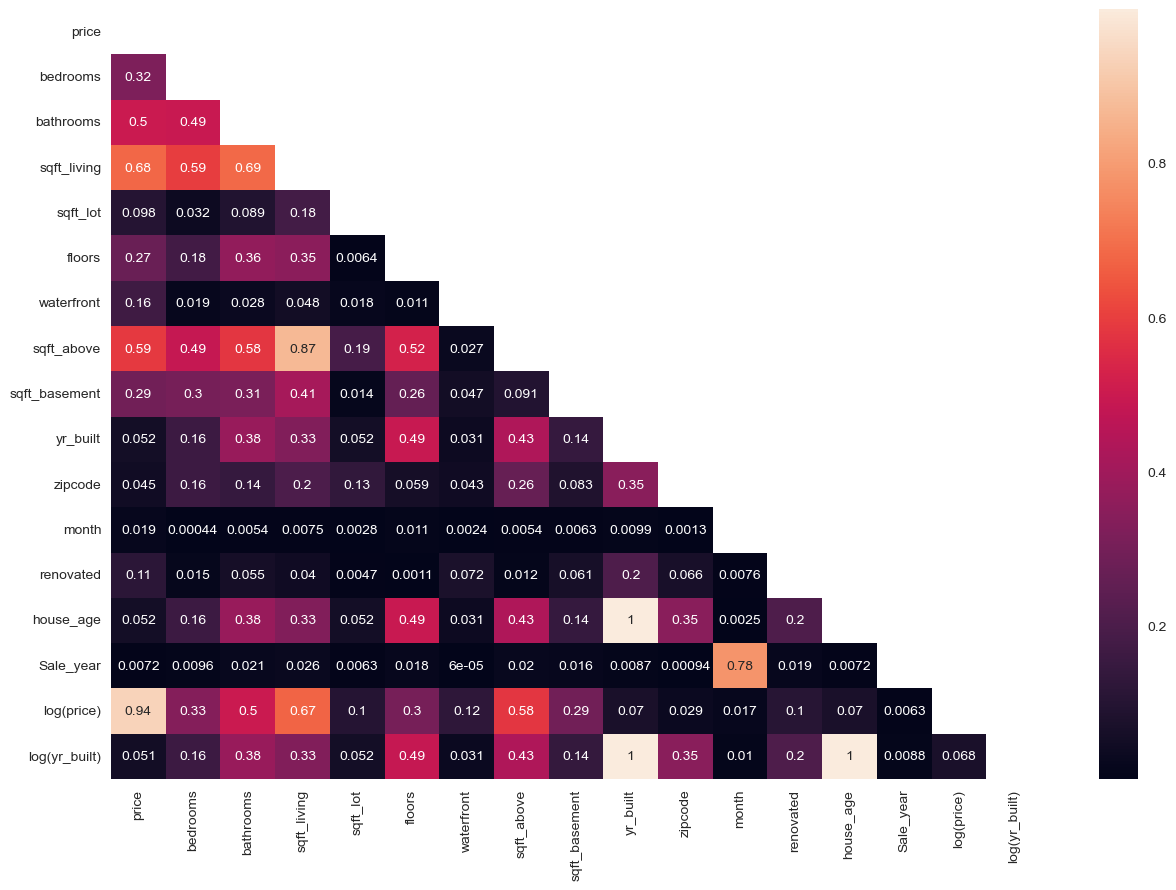 price
bedrooms 0.32
bathrooms 0.5 0.49
sqft_living 0.68 0.59 0.69
sqft_lot 0.098 0.032 0.089 0.18
floors 0.27 0.18 0.36 0.35 0.0064
waterfront 0.16 0.019 0.028 0.048 0.018 0.011
sqft_above 0.59 0.49 0.58 0.87 0.19 0.52 0.027
sqft_basement 0.29 0.3 0.31 0.41 0.014 0.26 0.047 0.091
yr_built 0.052 0.16 0.38 0.33 0.052 0.49 0.031 0.43 0.14
zipcode 0.045 0.16 0.14 0.2 0.13 0.059 0.043 0.26 0.083 0.35
month 0.019 0.00044 0.0054 0.0075 0.0028 0.011 0.0024 0.0054 0.0063 0.0099 0.0013
renovated 0.11 0.015 0.055 0.04 0.0047 0.0011 0.072 0.012 0.061 0.2 0.066 0.0076
house_age 0.052 0.16 0.38 0.33 0.052 0.49 0.031 0.43 0.14 1 0.35 0.0025 0.2
Sale_year 0.0072 0.0096 0.021 0.026 0.0063 0.018 6e-05 0.02 0.016 0.0087 0.00094 0.78 0.019 0.0072
log(price) 0.94 0.33 0.5 0.67 0.1 0.3 0.12 0.58 0.29 0.07 0.029 0.017 0.1 0.07 0.0063
log(yr_built) 0.051 0.16 0.38 0.33 0.052 0.49 0.031 0.43 0.14 1 0.35 0.01 0.2 1 0.0088 0.068
price
bedrooms
bathrooms
sqft_living
sqft_lot
floors
waterfront
sqft_above
sqft_basement
yr_built
zipcode
month
renovated
house_age
Sale_year
log(price)
log(yr_built)
0.8
0.6
0.4
0.2